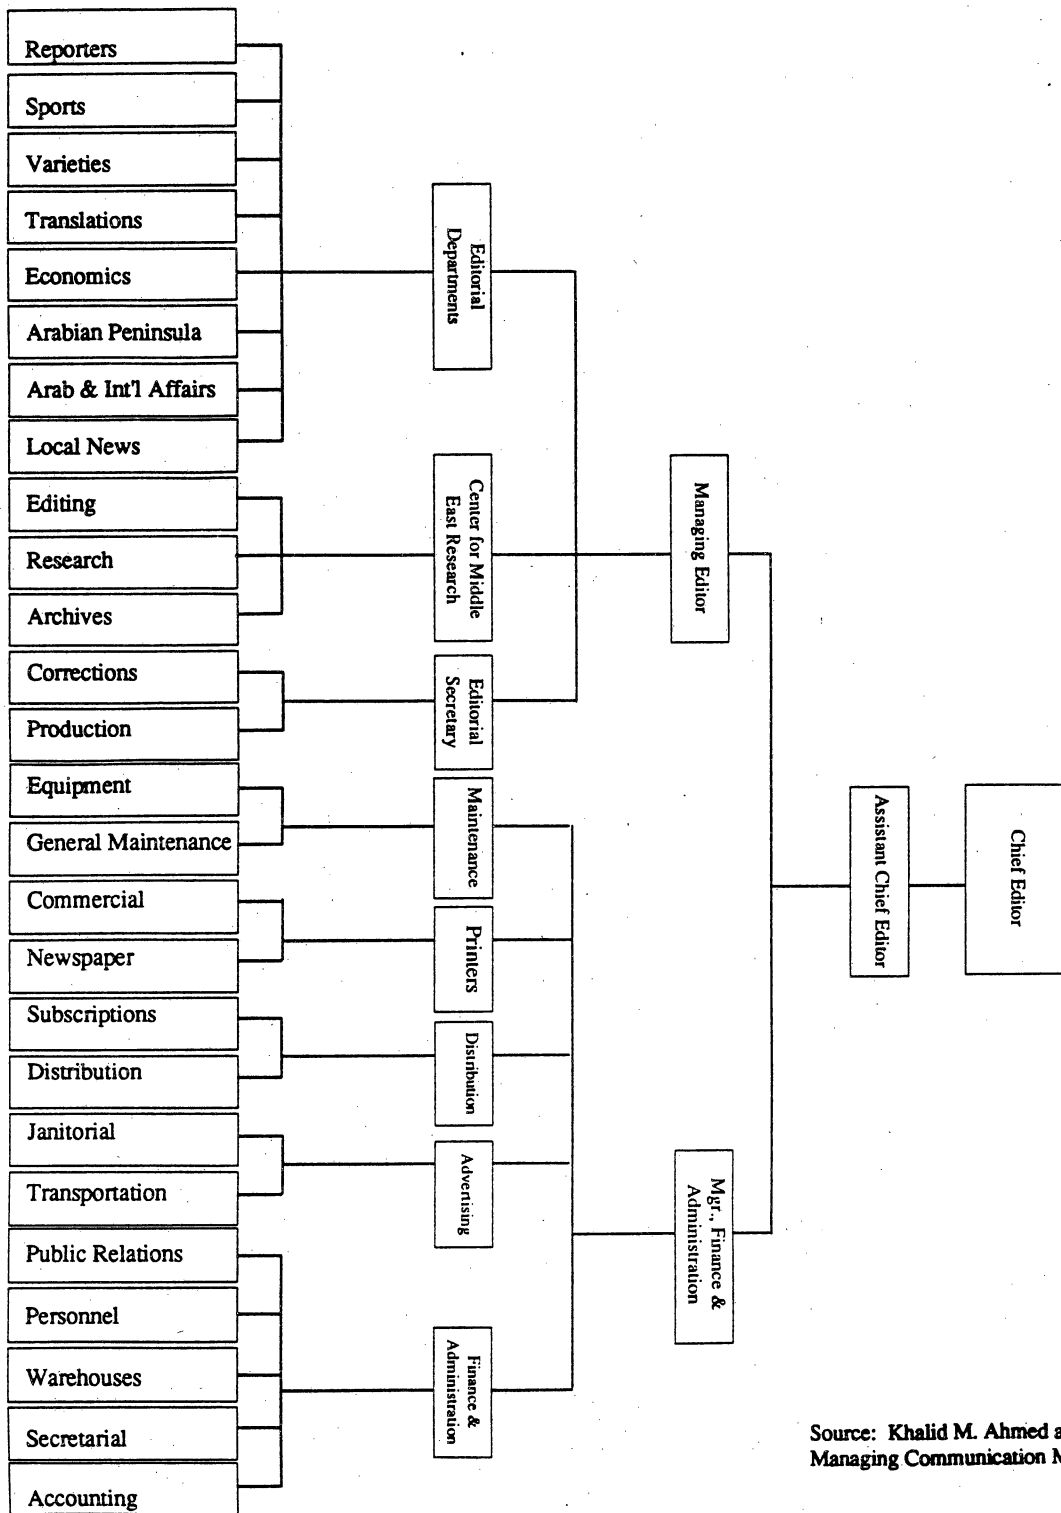 Reporters
Sports
Varieties
Translations
Economics
Arabian Peninsula
Arab & Int'l Affairs
Local News
Editing
Research
Archives
Corrections
Production
Equipment
General Maintenance
Commercial
Newspaper
Subscriptions
Distribution
Janitorial
Transportation
Public Relations
Personnel
Warehouses
Secretarial
Accounting
Editorial
Departments
Center for Middle
East Research
Editorial
Secretary
Maintenance
Printers
Distribution
Advertising
Finance &
Administration
Managing Editor
Mgr., Finance &
Administration
Assistant Chief Editor
Chief Editor
Source: Khalid M. Ahmed a
Managing Communication M